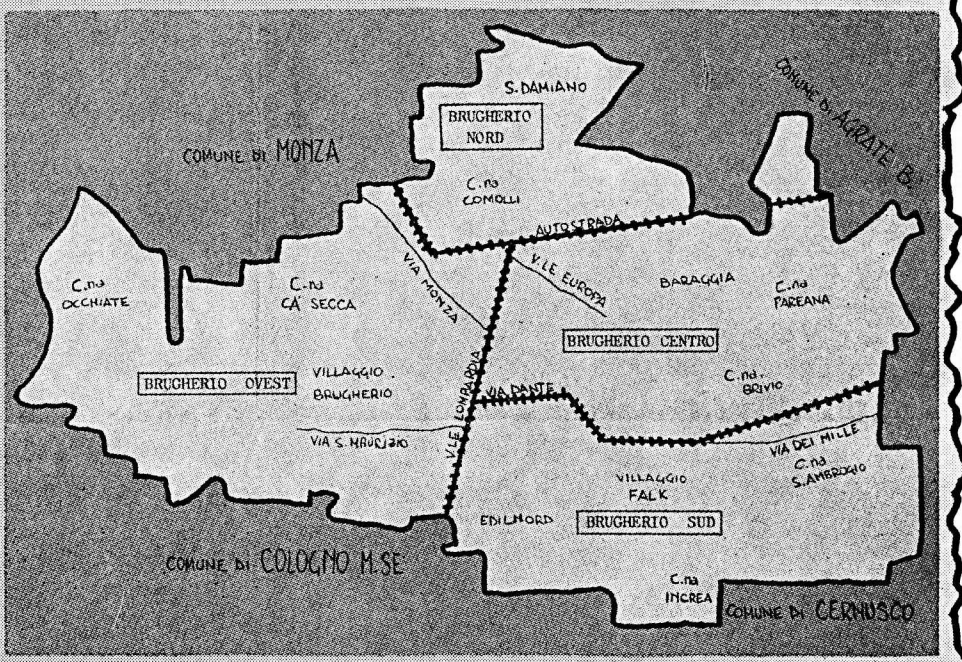 S. DAMIANO
BRUGHERIO
NORD
COMUNE DI AGRATE B.
COMUNE DI MONZA
C.na
COMOLLI
AUTOSTRADA
V.LE EUROPA
VIA MONZA
BARAGGIA
C.na
PAREANA
C.na
OCCHIATE
C.na
CA' SECCA
BRUGHERIO CENTRO
BRUGHERIO OVEST
VILLAGGIO
BRUGHERIO
V.LE LOMBARDIA
VIA DANTE
C.na
BRIVIO
VIA S. MAURIZIO
VIA DEI MILLE
C.na
S. AMBROGIO
VILLAGGIO
FALK
EDILNORD
BRUGHERIO SUD
COMUNE DI COLOGNO M.SE
C.na
INCREA
COMUNE DI CERNUSCO